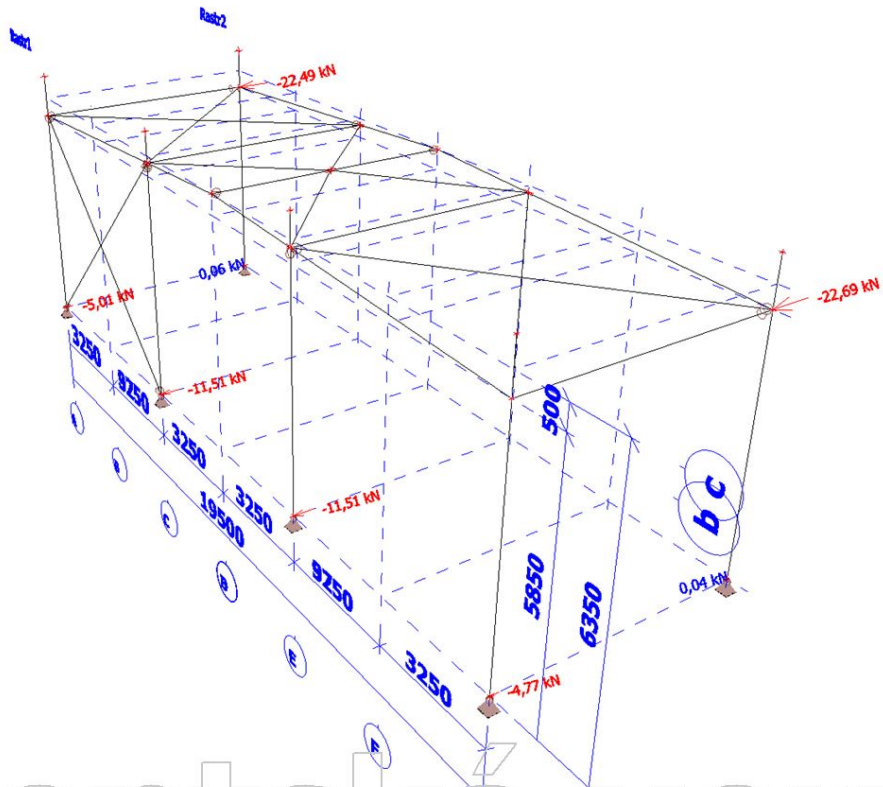 Rastr2
Rastr1
-22,49 kN
0,06 kN
-5,01 kN
-22,69 kN
3250
9250
-11,51 kN
500
A
B
3250
b c
C
3250
-11,51 kN
19500
5850
6350
0,04 kN
9250
E
3250
-4,77 kN
F